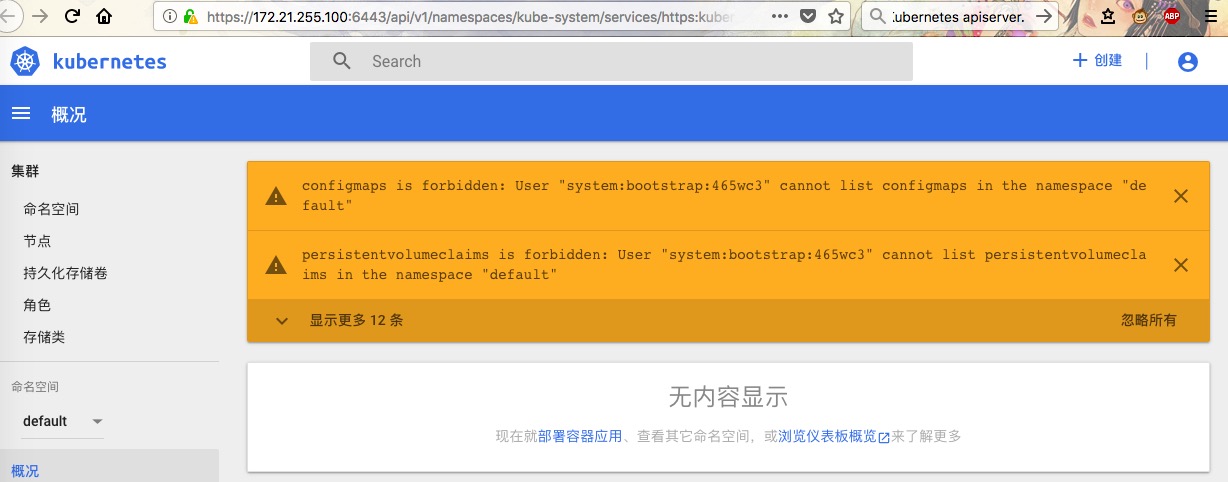 https://172.21.255.100:6443/api/v1/namespaces/kube-system/services/https:kuber
kubernetes apiserver.
ABP
kubernetes
Search
创建
概况
集群
命名空间
节点
持久化存储卷
角色
存储类
命名空间
default
概况
configmaps is forbidden: User "system:bootstrap:465wc3" cannot list configmaps in the namespace "de
fault"
persistentvolumeclaims is forbidden: User "system:bootstrap:465wc3" cannot list persistentvolumecla
ims in the namespace "default"
显示更多 12 条
忽略所有
无内容显示
现在就部署容器应用、查看其它命名空间，或浏览仪表板概览来了解更多